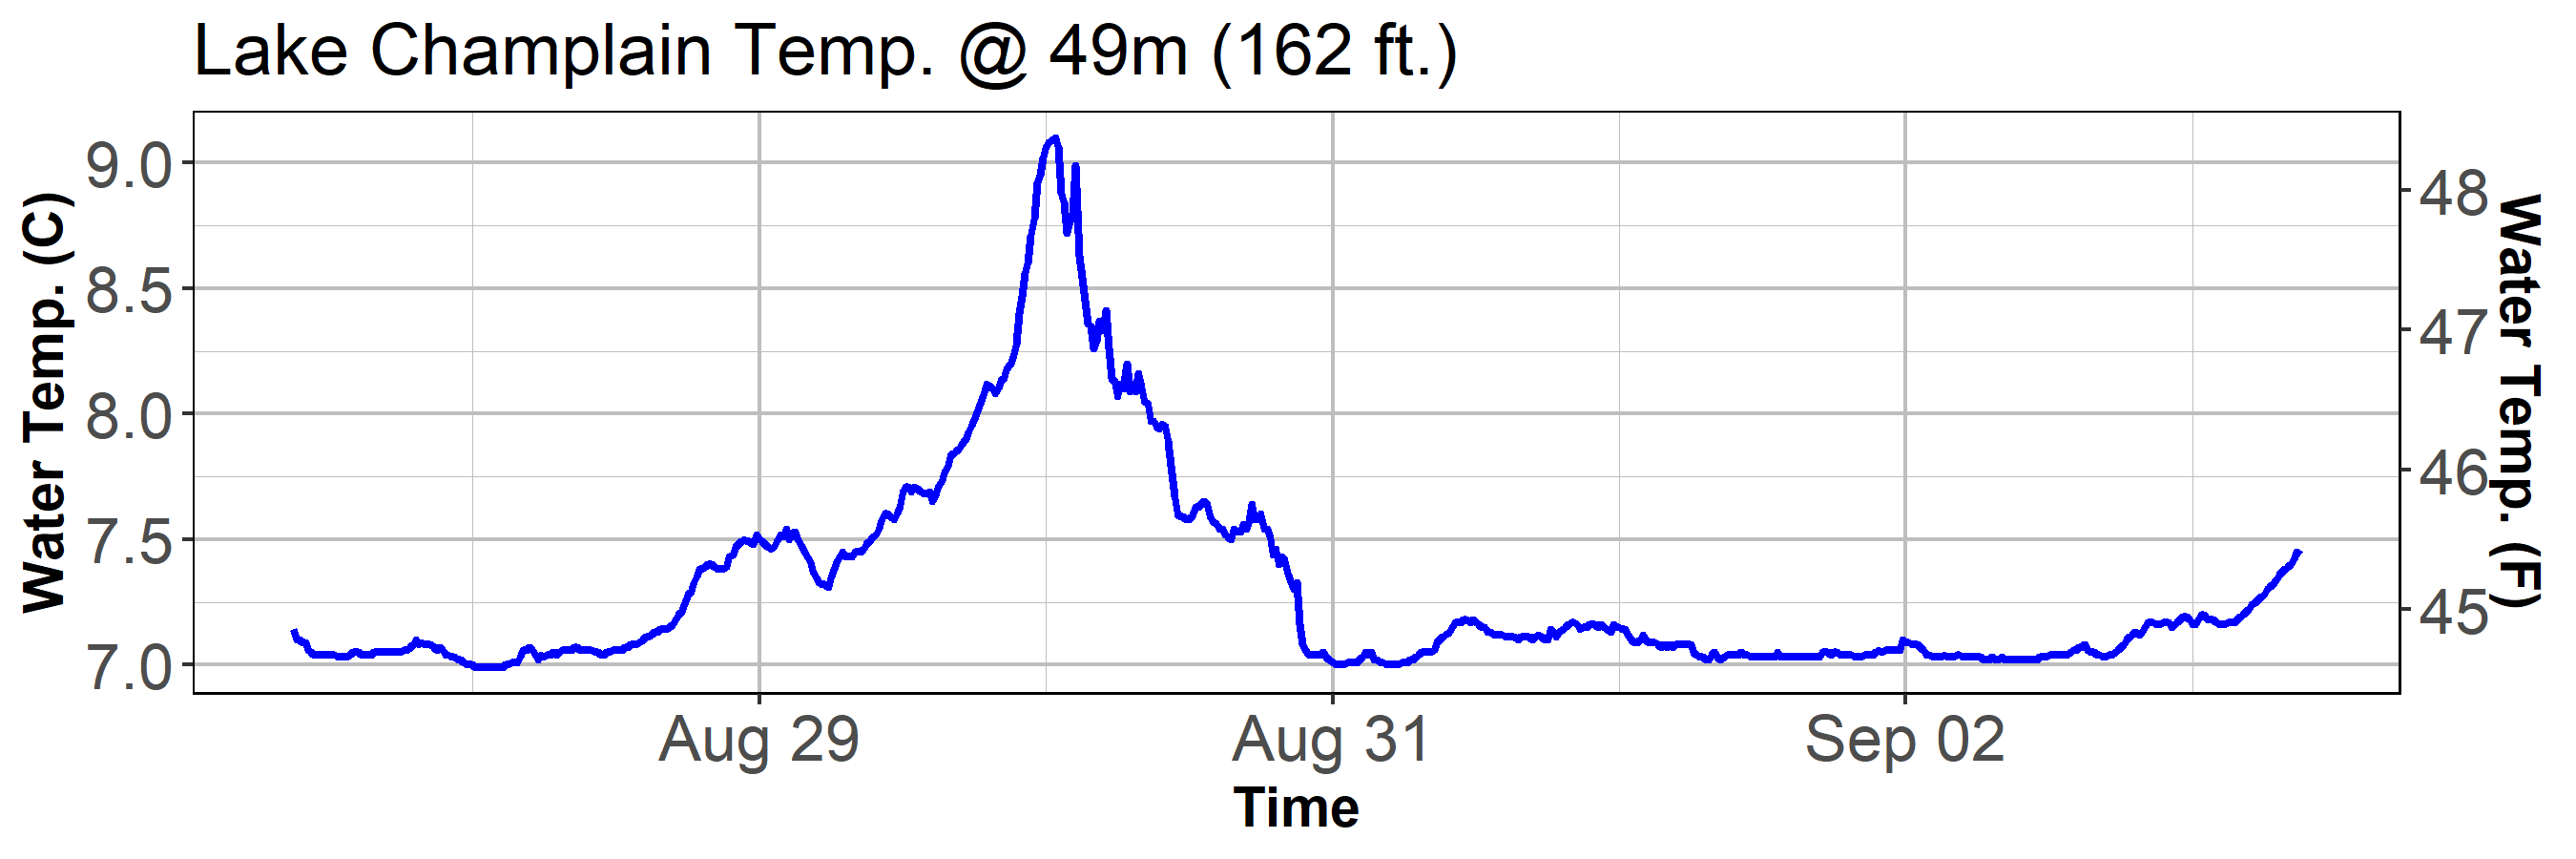 Lake Champlain Temp. @ 49m (162 ft.)
Water Temp. (C)
9.0
8.5
8.0
7.5
7.0
48
47
46
45
Water Temp. (F)
Aug 29
Aug 31
Sep 02
Time